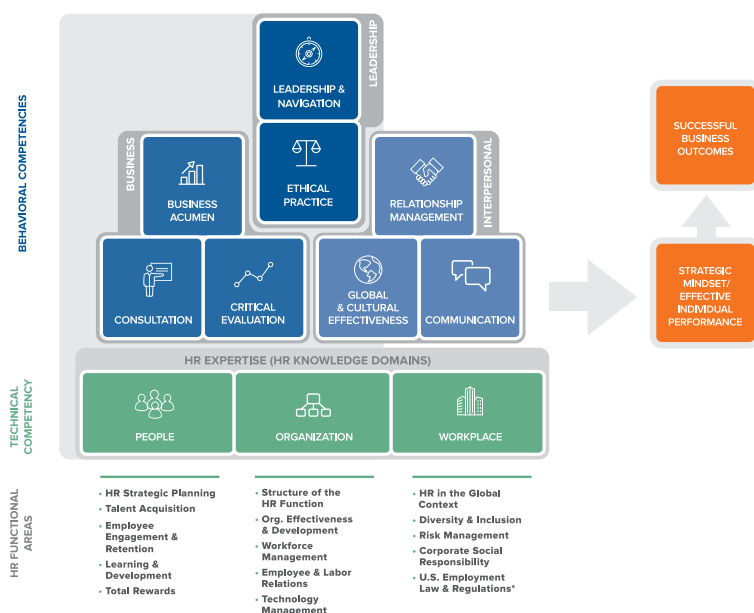 BEHAVIORAL COMPETENCIES
LEADERSHIP &
NAVIGATION
LEADERSHIP
ETHICAL
PRACTICE
BUSINESS
BUSINESS
ACUMEN
CONSULTATION
CRITICAL
EVALUATION
RELATIONSHIP
MANAGEMENT
INTERPERSONAL
GLOBAL
& CULTURAL
EFFECTIVENESS
COMMUNICATION
SUCCESSFUL
BUSINESS
OUTCOMES
STRATEGIC
MINDSET/
EFFECTIVE
INDIVIDUAL
PERFORMANCE
TECHNICAL
COMPETENCY
HR EXPERTISE (HR KNOWLEDGE DOMAINS)
PEOPLE
ORGANIZATION
WORKPLACE
HR FUNCTIONAL
AREAS
• HR Strategic Planning
• Talent Acquisition
• Employee
Engagement &
Retention
• Learning &
Development
• Total Rewards
• Structure of the
HR Function
• Org. Effectiveness
& Development
• Workforce
Management
• Employee & Labor
Relations
• Technology
Management
• HR in the Global
Context
• Diversity & Inclusion
• Risk Management
• Corporate Social
Responsibility
• U.S. Employment
Law & Regulations*